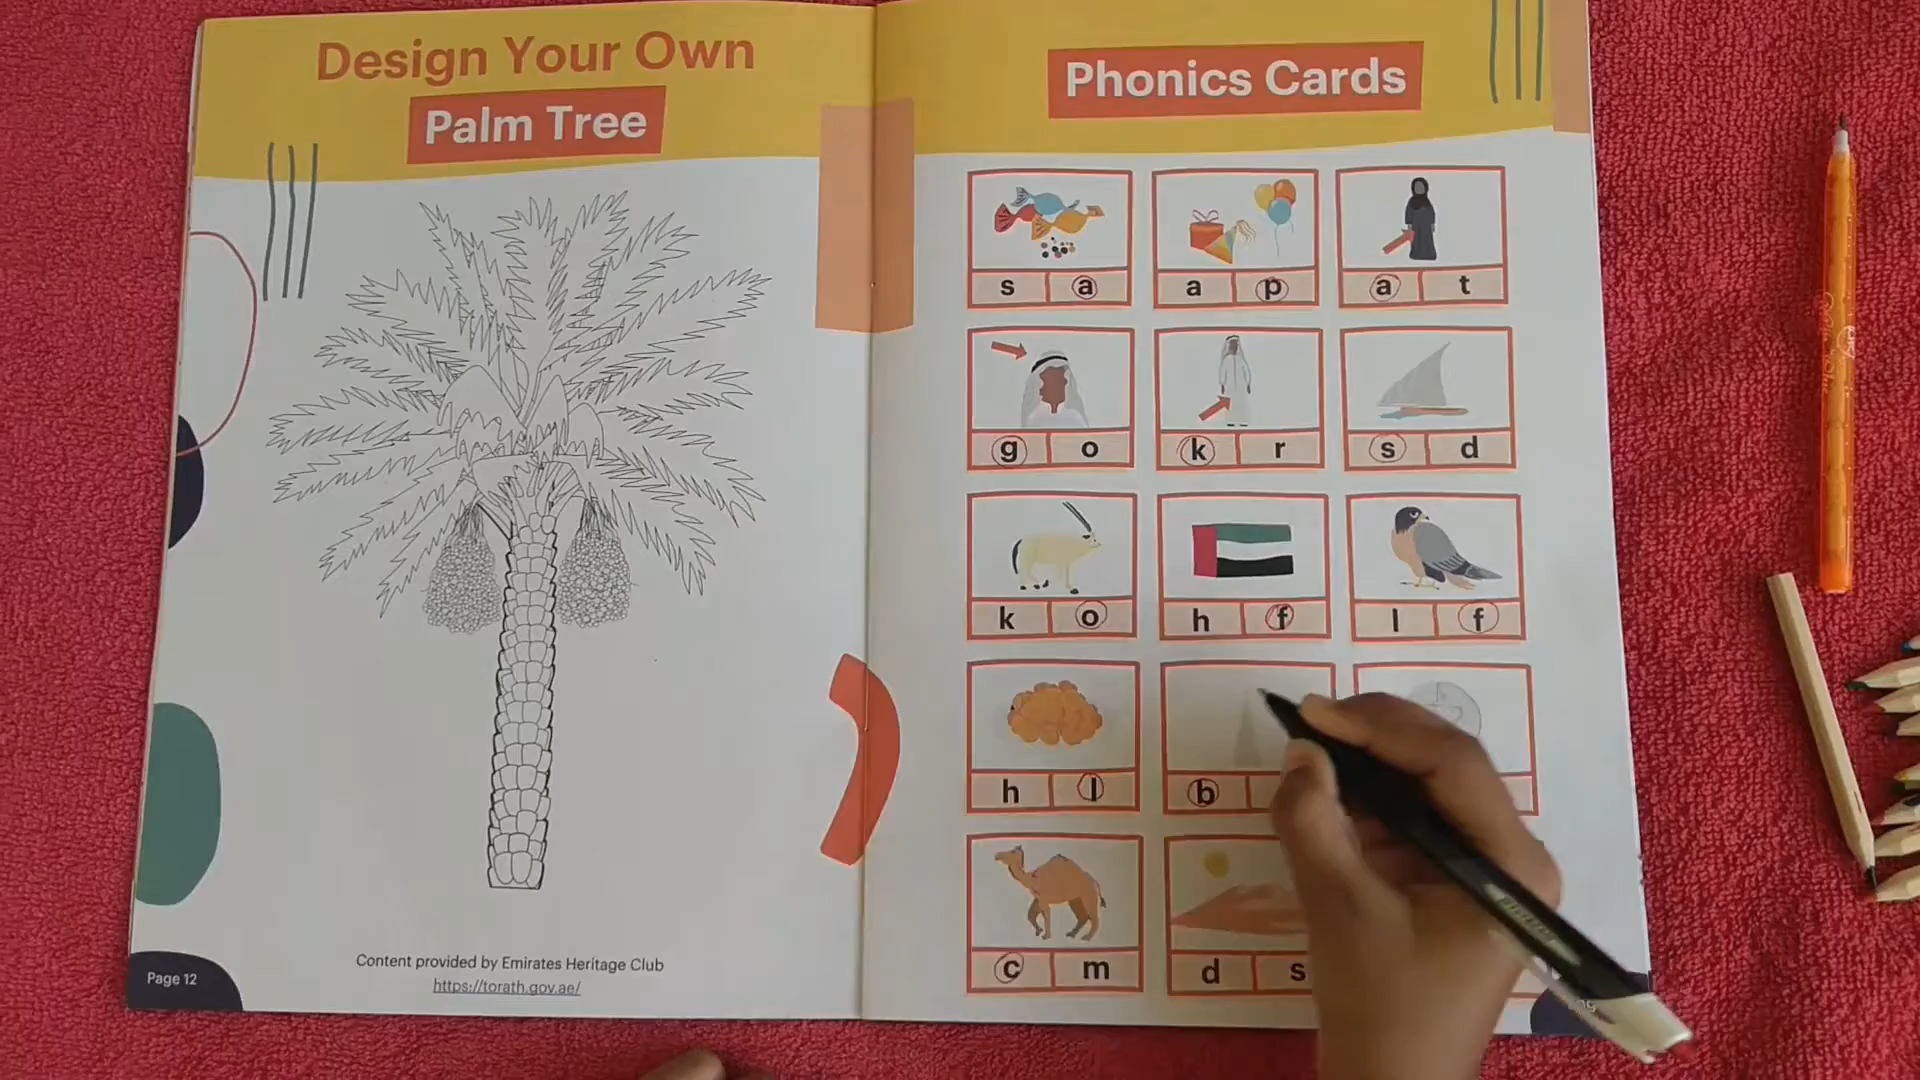 Design Your Own
Palm Tree
Content provided by Emirates Heritage Club
https://torath.gov.ae/
Page 12
Phonics Cards
s a
a p
a t
g o
k r
s d
k o
h f
l f
h l
b
c m
d s